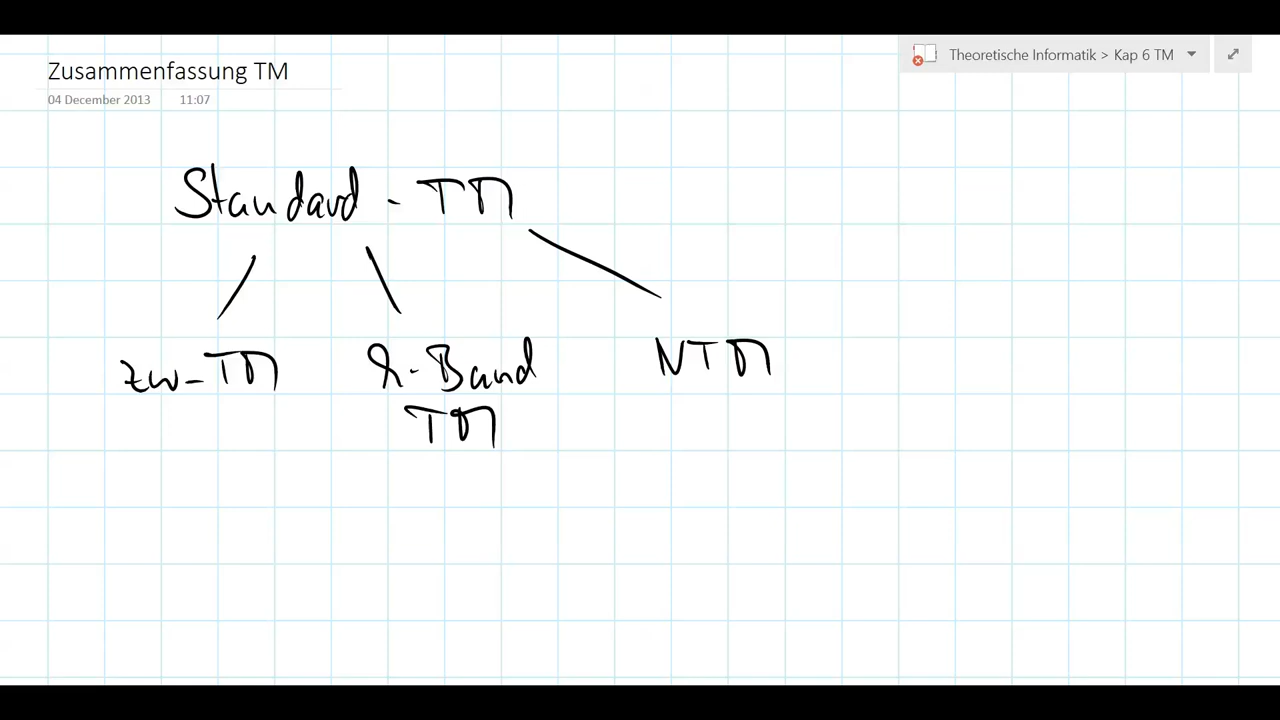 Zusammenfassung TM
Theoretische Informatik > Kap 6 TM
04 December 2013 11:07
Standard - TM
zw-TM k-Band NTM
TM